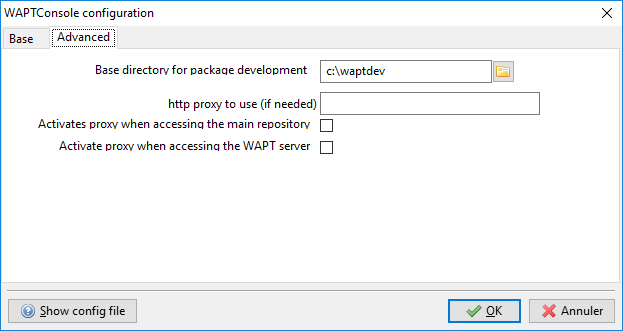 WAPTConsole configuration
Base
Advanced
Base directory for package development
c:\waptdev
http proxy to use (if needed)
Activates proxy when accessing the main repository
Activate proxy when accessing the WAPT server
Show config file
OK
Annuler